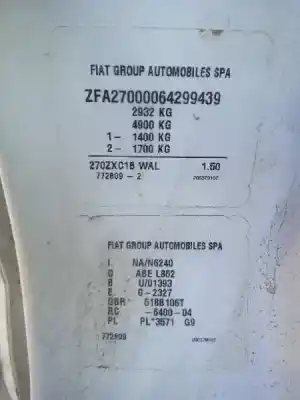 FIAT GROUP AUTOMOBILES SPA
ZFA27000064299439
2932 KG
4900 KG
1- 1400 KG
2- 1700 KG
270ZXC1B WAL 1.50
772809 - 2
FIAT GROUP AUTOMOBILES SPA
I NA/N6240
D ABE L862
B U/01393
E G-2327
GBR 5188106T
RC -6400-04
PL PL*3571 G9
772809